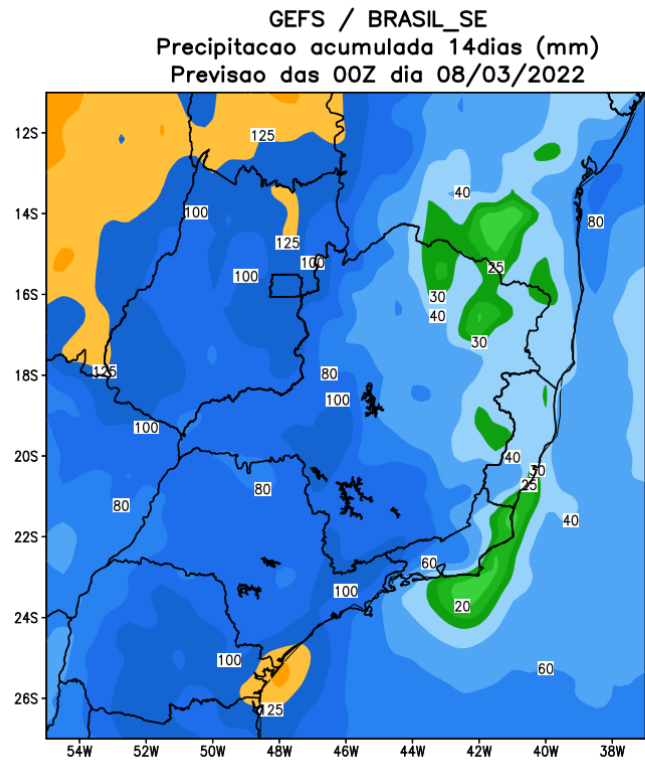 GEFS / BRASIL_SE
Precipitacao acumulada 14dias (mm)
Previsao das 00Z dia 08/03/2022
12S
125
14S
40
100
80
125
100
100
25
16S
30
40
30
125
18S
80
100
100
20S
40
30
80
25
80
40
22S
60
100
20
24S
100
60
26S
125
54W 52W 50W 48W 46W 44W 42W 40W 38W